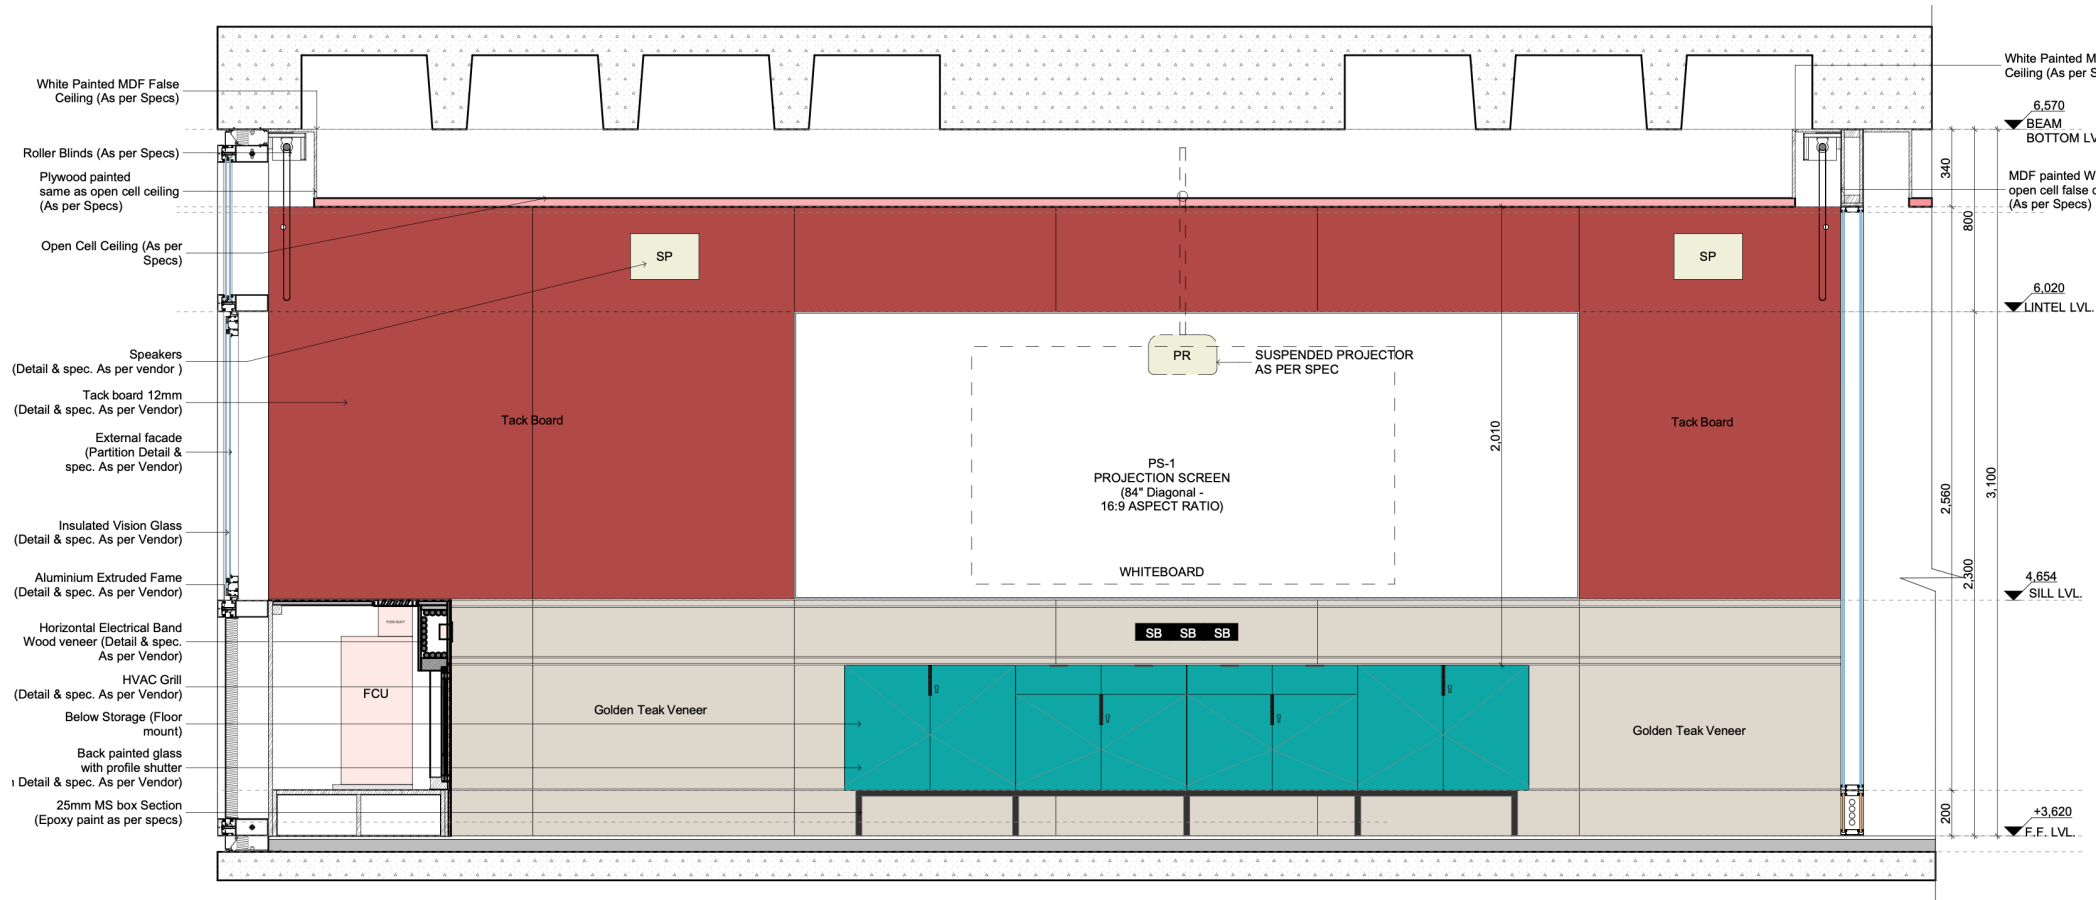 White Painted MDF False
Ceiling (As per Specs)
Roller Blinds (As per Specs)
Plywood painted
same as open cell ceiling
(As per Specs)
Open Cell Ceiling (As per
Specs)
Speakers
(Detail & spec. As per vendor )
Tack board 12mm
(Detail & spec. As per Vendor)
External facade
(Partition Detail &
spec. As per Vendor)
Insulated Vision Glass
(Detail & spec. As per Vendor)
Aluminium Extruded Fame
(Detail & spec. As per Vendor)
Horizontal Electrical Band
Wood veneer (Detail & spec.
As per Vendor)
HVAC Grill
(Detail & spec. As per Vendor)
Below Storage (Floor
mount)
Back painted glass
with profile shutter
Detail & spec. As per Vendor)
25mm MS box Section
(Epoxy paint as per specs)
SP
SP
PR
SUSPENDED PROJECTOR
AS PER SPEC
Tack Board
Tack Board
PS-1
PROJECTION SCREEN
(84" Diagonal -
16:9 ASPECT RATIO)
WHITEBOARD
2,010
SB SB SB
FCU
Golden Teak Veneer
Golden Teak Veneer
White Painted M
Ceiling (As per S
6,570
BEAM
BOTTOM LV
340
MDF painted W
open cell false c
(As per Specs)
800
6,020
LINTEL LVL.
2,560
3,100
2,300
4,654
SILL LVL.
200
+3,620
F.F. LVL.